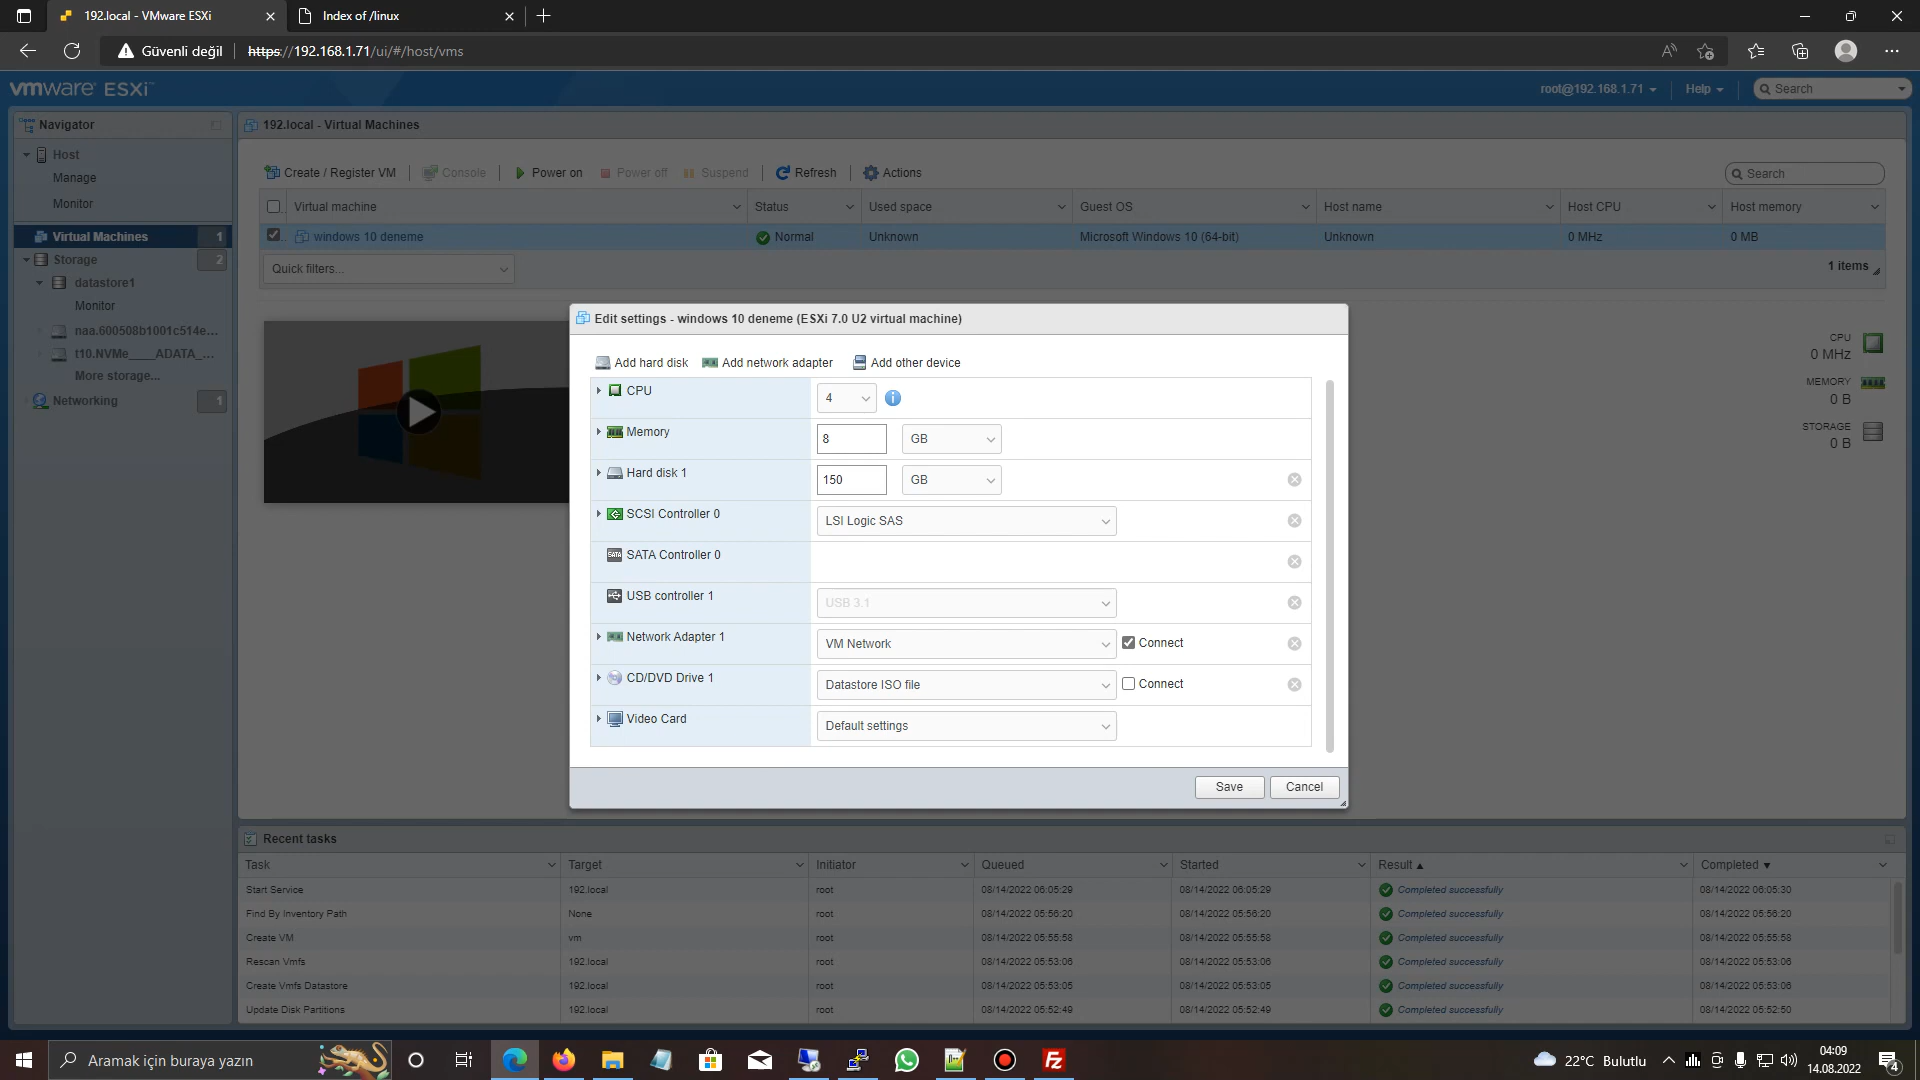 192.local - VMware ESXi
Index of /linux
Güvenli değil
https://192.168.1.71/ui/#/host/vms
vmware ESXi™
root@192.168.1.71
Help
Search
Navigator
Host
Manage
Monitor
Virtual Machines
1
Storage
2
datastore1
Monitor
naa.600508b1001c514e...
t10.NVMe____ADATA_...
More storage...
Networking
1
192.local - Virtual Machines
Create / Register VM
Console
Power on
Power off
Suspend
Refresh
Actions
Search
Virtual machine
Status
Used space
Guest OS
Host name
Host CPU
Host memory
windows 10 deneme
Normal
Unknown
Microsoft Windows 10 (64-bit)
Unknown
0 MHz
0 MB
Quick filters...
1 items
CPU
0 MHz
MEMORY
0 B
STORAGE
0 B
Edit settings - windows 10 deneme (ESXi 7.0 U2 virtual machine)
Add hard disk
Add network adapter
Add other device
CPU
4
Memory
8
GB
Hard disk 1
150
GB
SCSI Controller 0
LSI Logic SAS
SATA
SATA Controller 0
USB controller 1
USB 3.1
Network Adapter 1
VM Network
Connect
CD/DVD Drive 1
Datastore ISO file
Connect
Video Card
Default settings
Save
Cancel
Recent tasks
Task
Target
Initiator
Queued
Started
Result
Completed
Start Service
192.local
root
08/14/2022 06:05:29
08/14/2022 06:05:29
Completed successfully
08/14/2022 06:05:30
Find By Inventory Path
None
root
08/14/2022 05:56:20
08/14/2022 05:56:20
Completed successfully
08/14/2022 05:56:20
Create VM
vm
root
08/14/2022 05:55:58
08/14/2022 05:55:58
Completed successfully
08/14/2022 05:55:58
Rescan Vmfs
192.local
root
08/14/2022 05:53:06
08/14/2022 05:53:06
Completed successfully
08/14/2022 05:53:06
Create Vmfs Datastore
192.local
root
08/14/2022 05:53:05
08/14/2022 05:53:05
Completed successfully
08/14/2022 05:53:06
Update Disk Partitions
192.local
root
08/14/2022 05:52:49
08/14/2022 05:52:49
Completed successfully
08/14/2022 05:52:50
Aramak için buraya yazın
Fz
22°C Bulutlu
04:09
14.08.2022
4